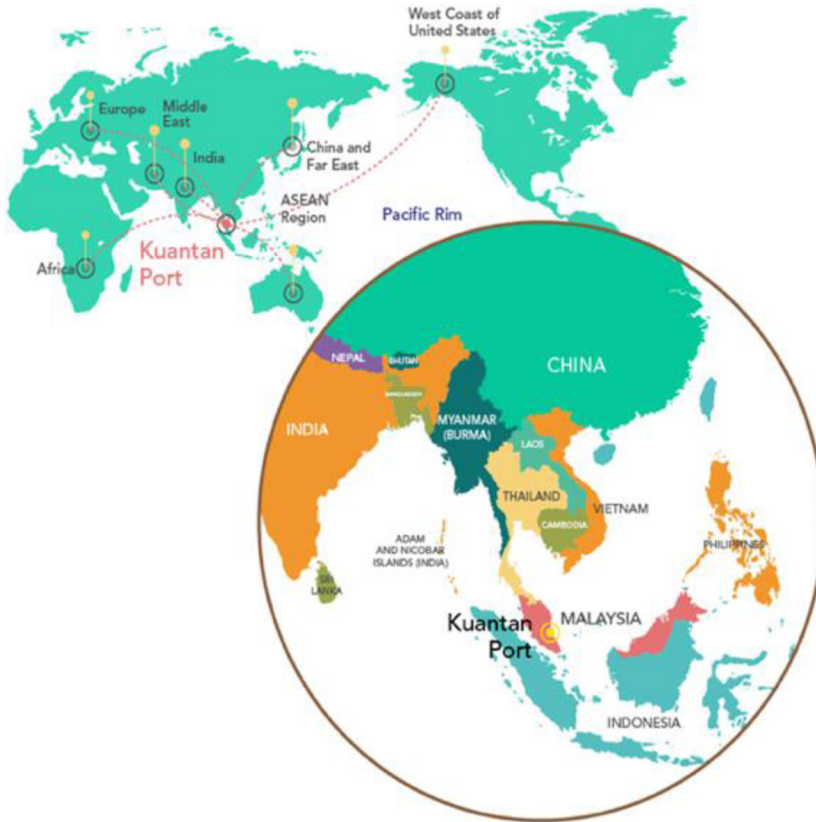 West Coast of
United States
Europe
Middle
East
India
China and
Far East
ASEAN
Region
Pacific Rim
Kuantan
Port
Africa
NEPAL
BHUTAN
CHINA
BANGLADESH
INDIA
MYANMAR
(BURMA)
LAOS
THAILAND
VIETNAM
CAMBODIA
ADAM
AND NICOBAR
ISLANDS (INDIA)
PHILIPPINES
SRI
LANKA
Kuantan
Port
MALAYSIA
INDONESIA